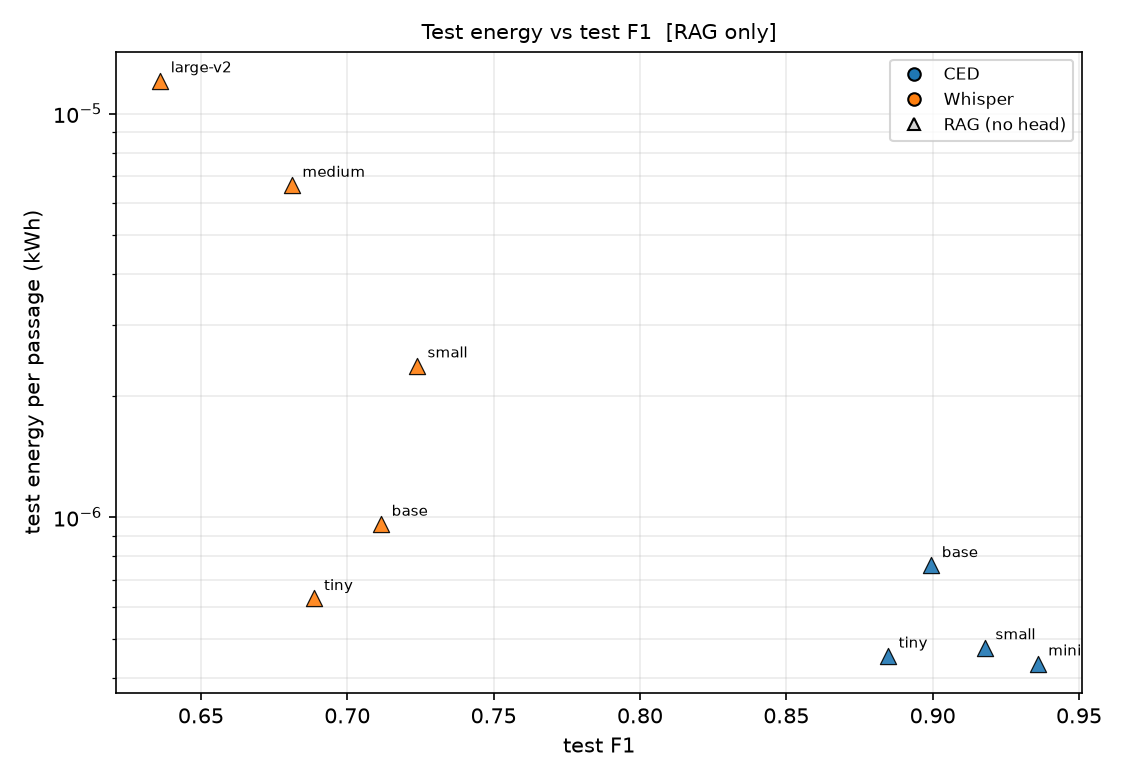 Test energy vs test F1  [RAG only]
CED
Whisper
RAG (no head)
large-v2
medium
small
base
tiny
base
tiny
small
mini
test energy per passage (kWh)
10⁻⁵
10⁻⁶
0.65 0.70 0.75 0.80 0.85 0.90 0.95
test F1